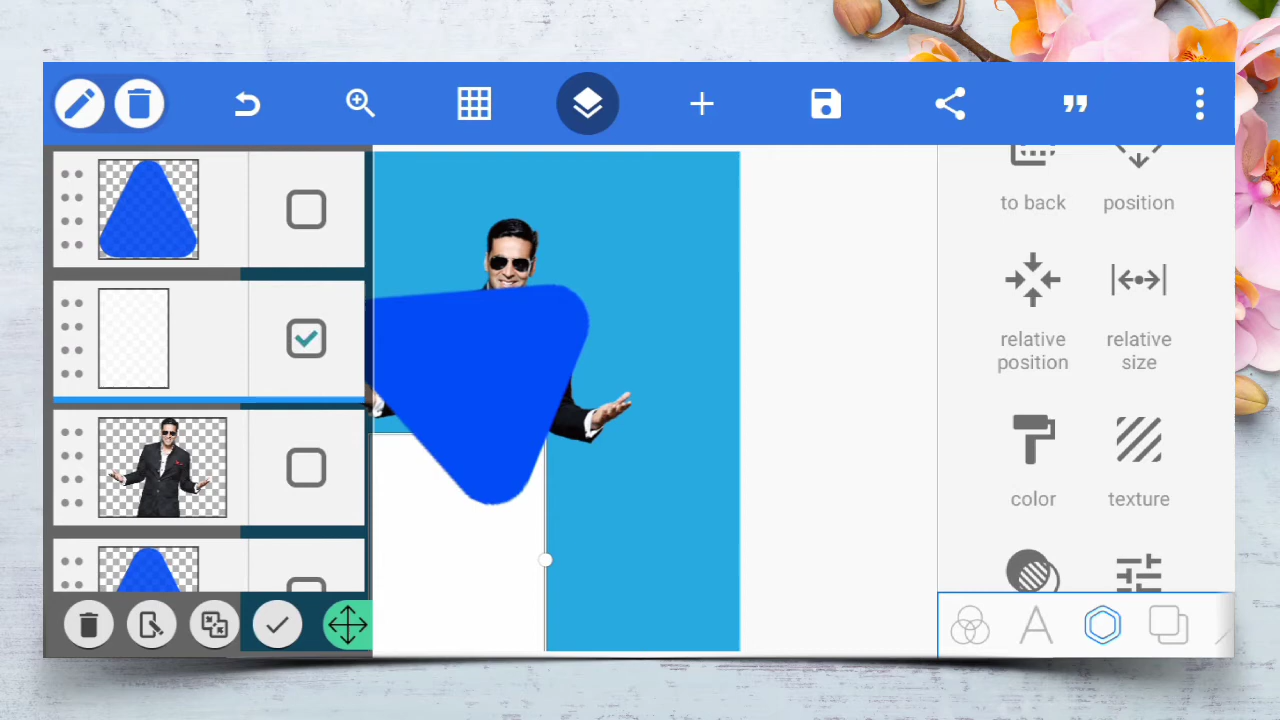 to back
position
relative
position
relative
size
color
texture